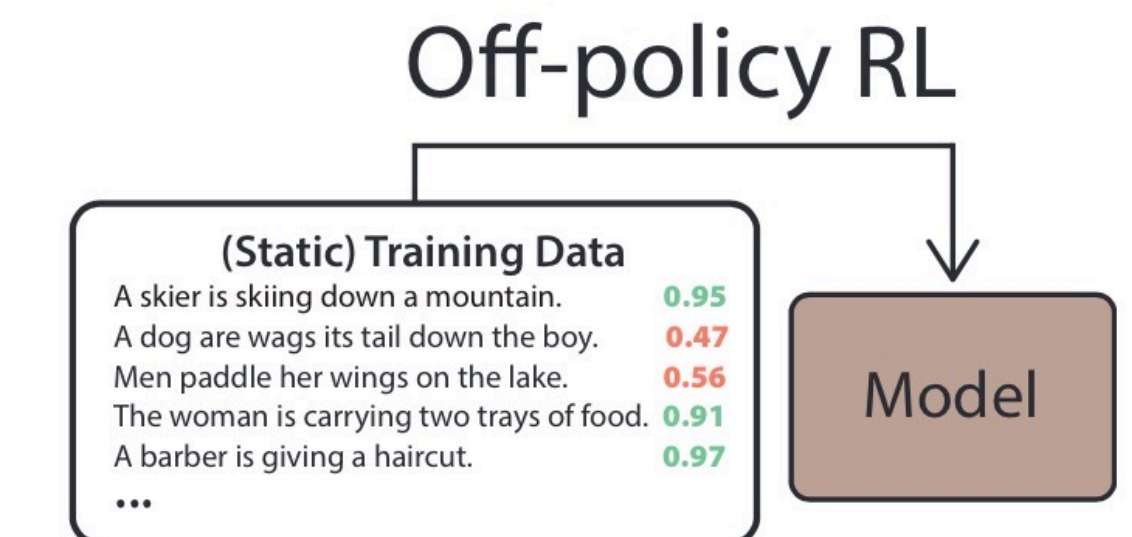 Off-policy RL
(Static) Training Data
A skier is skiing down a mountain. 0.95
A dog are wags its tail down the boy. 0.47
Men paddle her wings on the lake. 0.56
The woman is carrying two trays of food. 0.91
A barber is giving a haircut. 0.97
...
Model